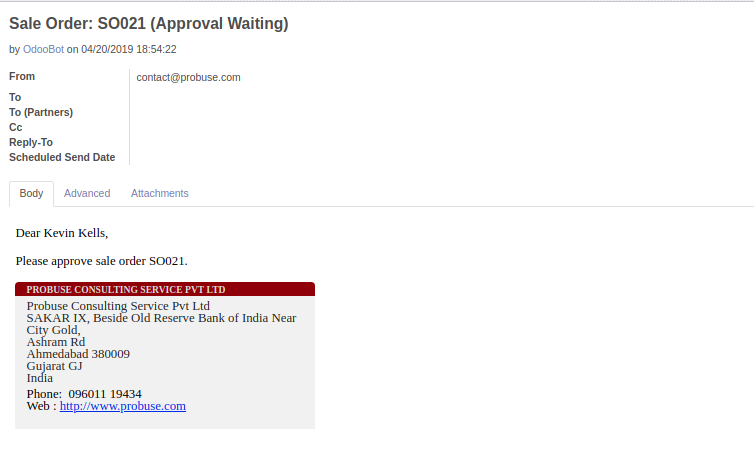 Sale Order: SO021 (Approval Waiting)
by OdooBot on 04/20/2019 18:54:22
From contact@probuse.com
To
To (Partners)
Cc
Reply-To
Scheduled Send Date
Body Advanced Attachments
Dear Kevin Kells,
Please approve sale order SO021.
PROBUSE CONSULTING SERVICE PVT LTD
Probuse Consulting Service Pvt Ltd
SAKAR IX, Beside Old Reserve Bank of India Near
City Gold,
Ashram Rd
Ahmedabad 380009
Gujarat GJ
India
Phone:  096011 19434
Web : http://www.probuse.com